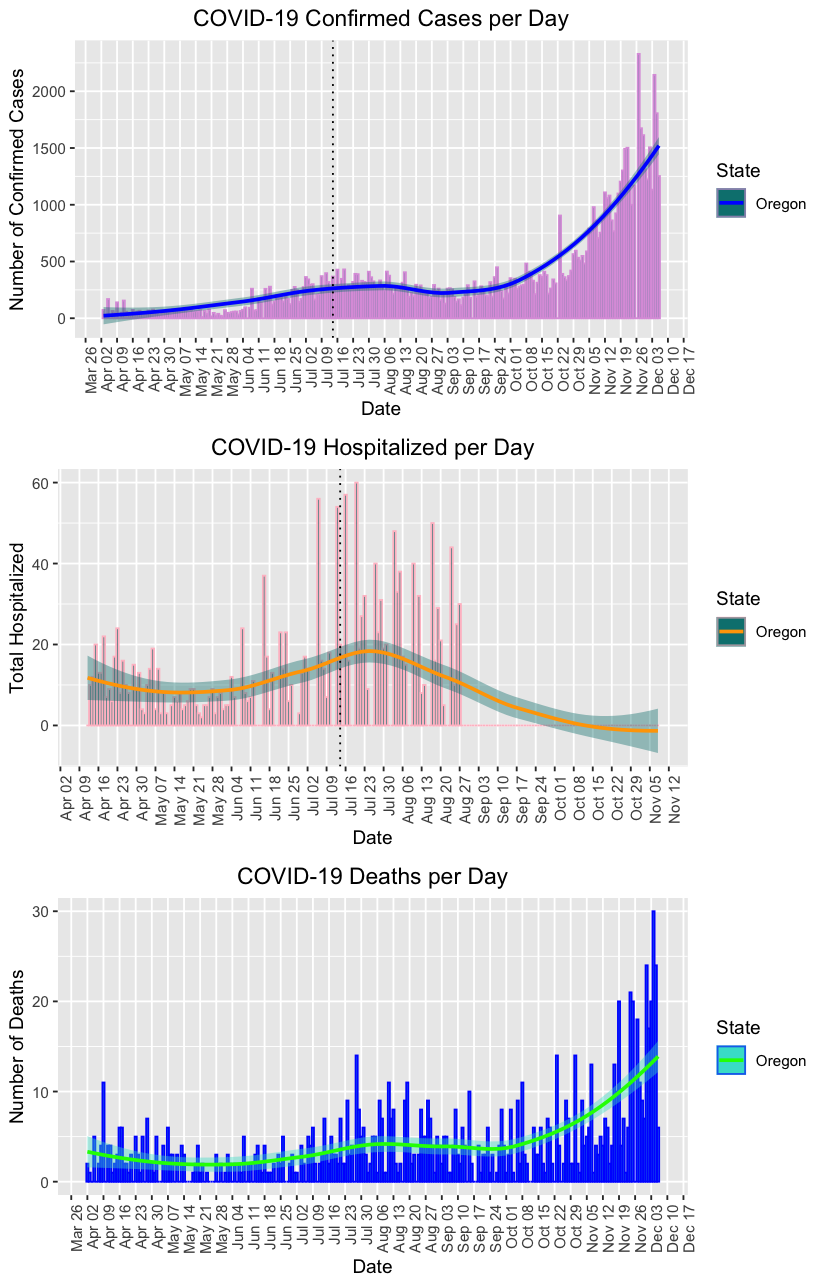 COVID-19 Confirmed Cases per Day
Number of Confirmed Cases
2000
1500
1000
500
0
Mar 26
Apr 02
Apr 09
Apr 16
Apr 23
Apr 30
May 07
May 14
May 21
May 28
Jun 04
Jun 11
Jun 18
Jun 25
Jul 02
Jul 09
Jul 16
Jul 23
Jul 30
Aug 06
Aug 13
Aug 20
Aug 27
Sep 03
Sep 10
Sep 17
Sep 24
Oct 01
Oct 08
Oct 15
Oct 22
Oct 29
Nov 05
Nov 12
Nov 19
Nov 26
Dec 03
Dec 10
Dec 17
Date
State
Oregon
COVID-19 Hospitalized per Day
Total Hospitalized
60
40
20
0
Apr 02
Apr 09
Apr 16
Apr 23
Apr 30
May 07
May 14
May 21
May 28
Jun 04
Jun 11
Jun 18
Jun 25
Jul 02
Jul 09
Jul 16
Jul 23
Jul 30
Aug 06
Aug 13
Aug 20
Aug 27
Sep 03
Sep 10
Sep 17
Sep 24
Oct 01
Oct 08
Oct 15
Oct 22
Oct 29
Nov 05
Nov 12
Date
State
Oregon
COVID-19 Deaths per Day
Number of Deaths
30
20
10
0
Mar 26
Apr 02
Apr 09
Apr 16
Apr 23
Apr 30
May 07
May 14
May 21
May 28
Jun 04
Jun 11
Jun 18
Jun 25
Jul 02
Jul 09
Jul 16
Jul 23
Jul 30
Aug 06
Aug 13
Aug 20
Aug 27
Sep 03
Sep 10
Sep 17
Sep 24
Oct 01
Oct 08
Oct 15
Oct 22
Oct 29
Nov 05
Nov 12
Nov 19
Nov 26
Dec 03
Dec 10
Dec 17
Date
State
Oregon